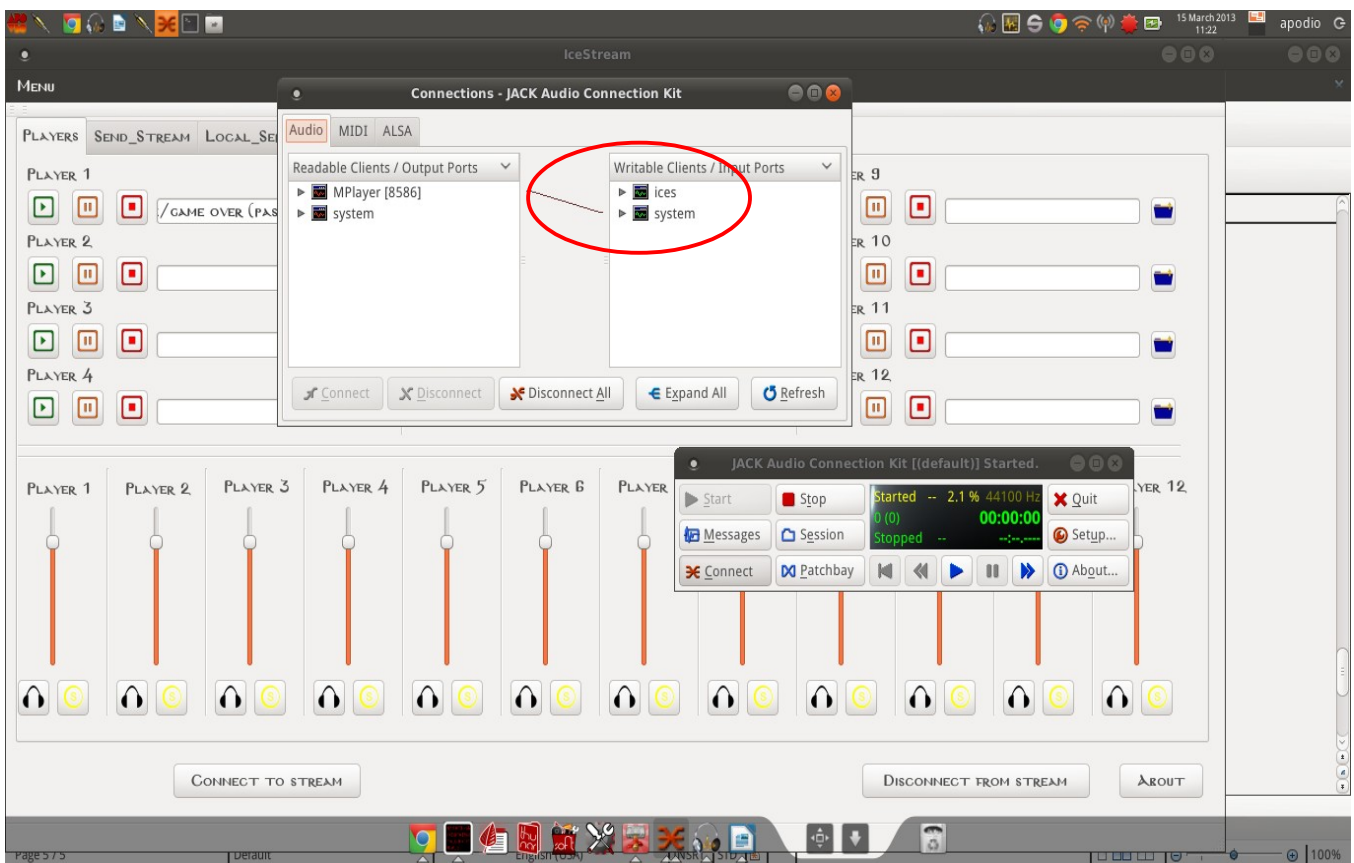 15 March 2013
11:22
apodio
IceStream
Menu
Connections - JACK Audio Connection Kit
Audio MIDI ALSA
Players Send_Stream
Readable Clients / Output Ports
Writable Clients / Input Ports
MPlayer [8586]
system
ices
system
Player 1
/game over (pas
er 9
Player 2
er 10
Player 3
er 11
Player 4
er 12
Connect
Disconnect
Disconnect All
Expand All
Refresh
JACK Audio Connection Kit [(default)] Started.
Start
Stop
Started -- 2.1 % 44100 Hz
0 (0) 00:00:00
Stopped -- --:--.----
Quit
Messages
Session
Setup...
Connect
Patchbay
About...
Player 1
Player 2
Player 3
Player 4
Player 5
Player 6
Player
yer 12
S S S S S S S S S S S S
Connect to stream
Disconnect from stream
About
Page 5 / 5
Default
English (USA)
INSRT
STD
100%